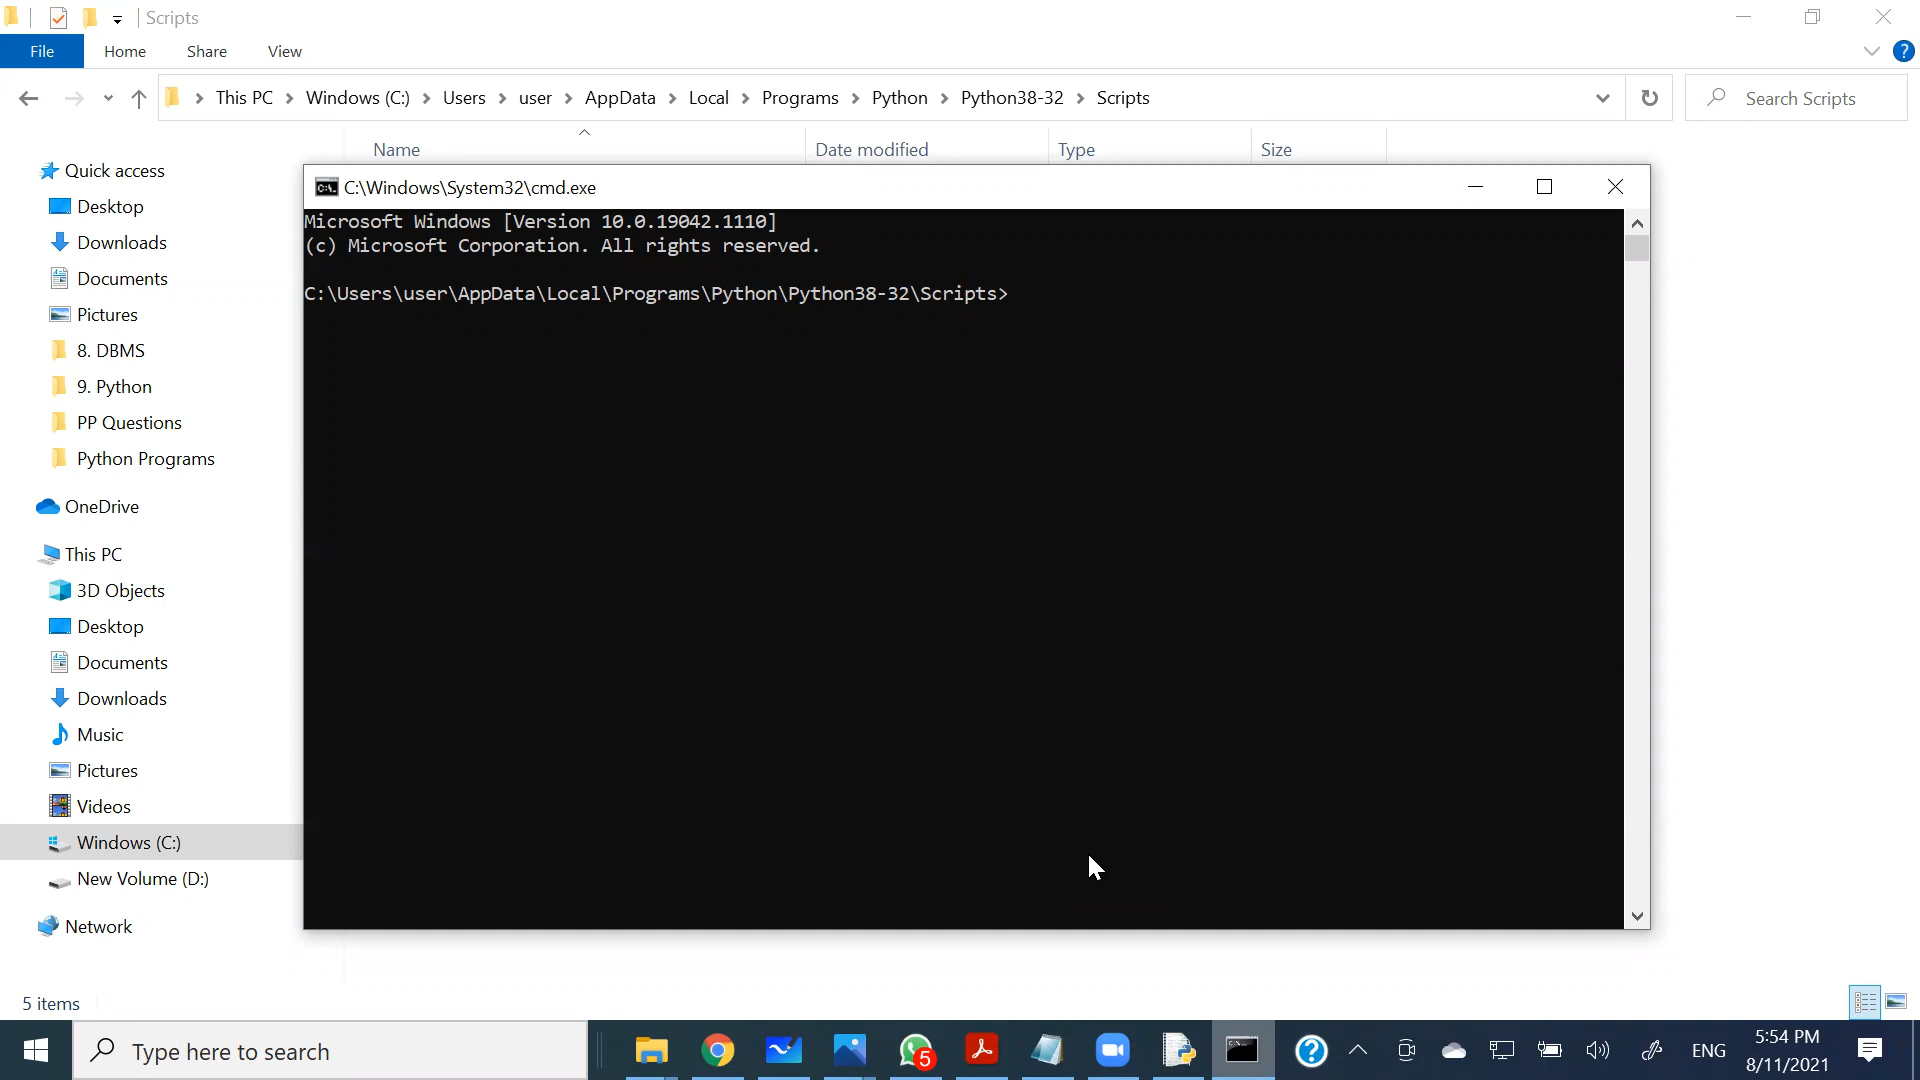 Scripts
File Home Share View
This PC Windows (C:) Users user AppData Local Programs Python Python38-32 Scripts
Search Scripts
Name Date modified Type Size
Quick access
Desktop
Downloads
Documents
Pictures
8. DBMS
9. Python
PP Questions
Python Programs
OneDrive
This PC
3D Objects
Desktop
Documents
Downloads
Music
Pictures
Videos
Windows (C:)
New Volume (D:)
Network
C:\Windows\System32\cmd.exe
Microsoft Windows [Version 10.0.19042.1110]
(c) Microsoft Corporation. All rights reserved.
C:\Users\user\AppData\Local\Programs\Python\Python38-32\Scripts>
5 items
Type here to search
5
ENG
5:54 PM
8/11/2021